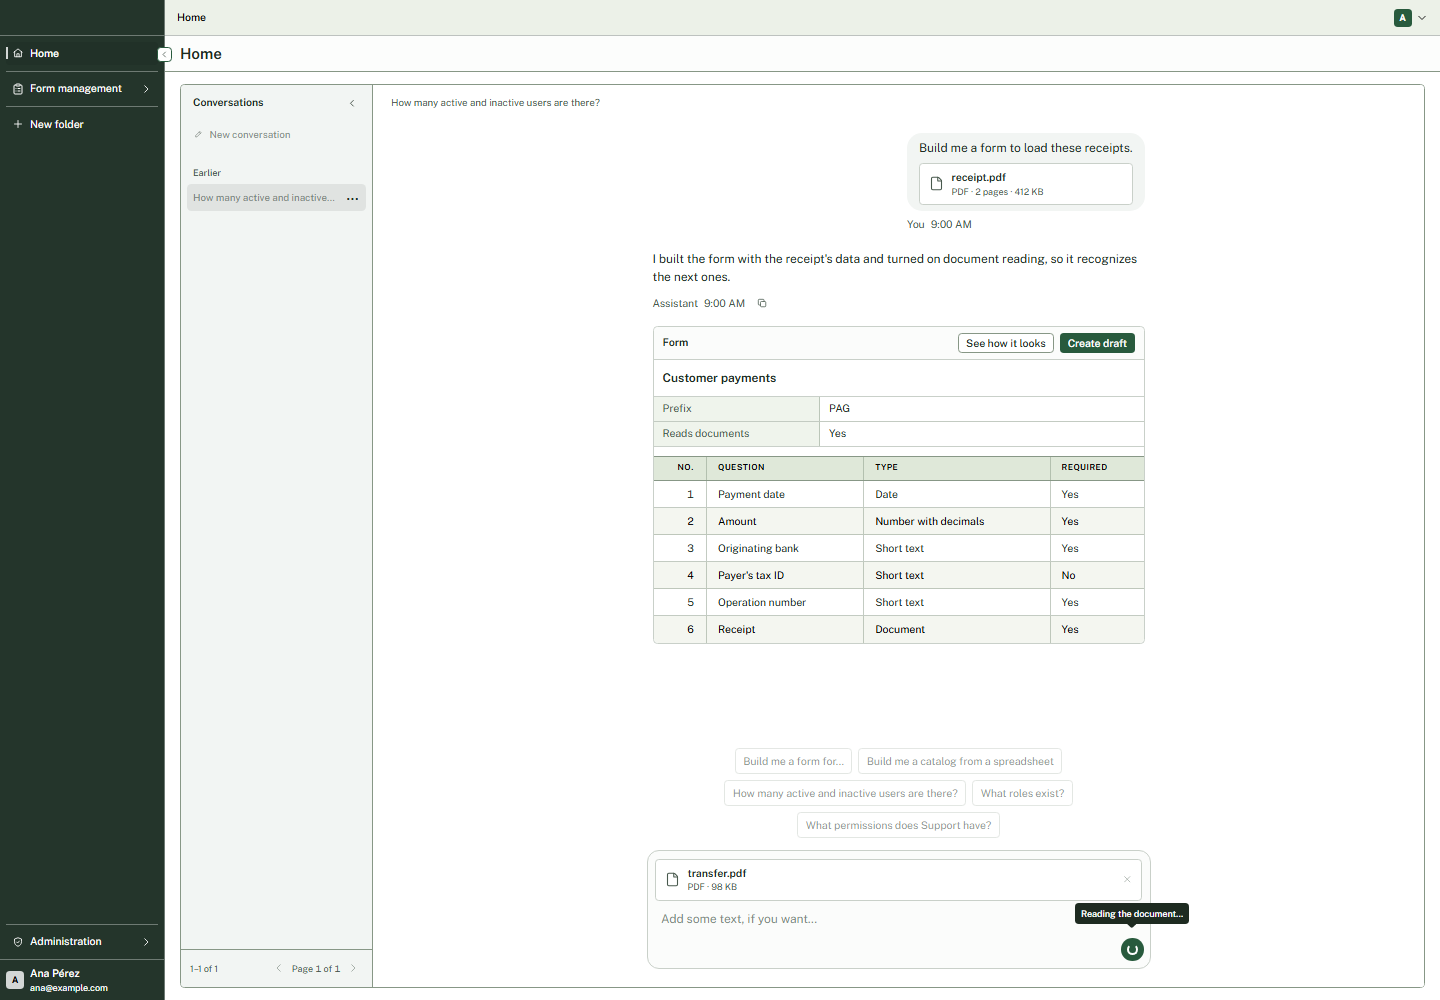 Home
A
Home
Form management
New folder
Home
Conversations
New conversation
Earlier
How many active and inactive...
How many active and inactive users are there?
Build me a form to load these receipts.
receipt.pdf
PDF · 2 pages · 412 KB
You 9:00 AM
I built the form with the receipt's data and turned on document reading, so it recognizes
the next ones.
Assistant 9:00 AM
Form
See how it looks
Create draft
Customer payments
Prefix PAG
Reads documents Yes
NO. QUESTION TYPE REQUIRED
1 Payment date Date Yes
2 Amount Number with decimals Yes
3 Originating bank Short text Yes
4 Payer's tax ID Short text No
5 Operation number Short text Yes
6 Receipt Document Yes
Build me a form for...
Build me a catalog from a spreadsheet
How many active and inactive users are there?
What roles exist?
What permissions does Support have?
transfer.pdf
PDF · 98 KB
Add some text, if you want...
Reading the document...
Administration
A
Ana Pérez
ana@example.com
1–1 of 1
Page 1 of 1